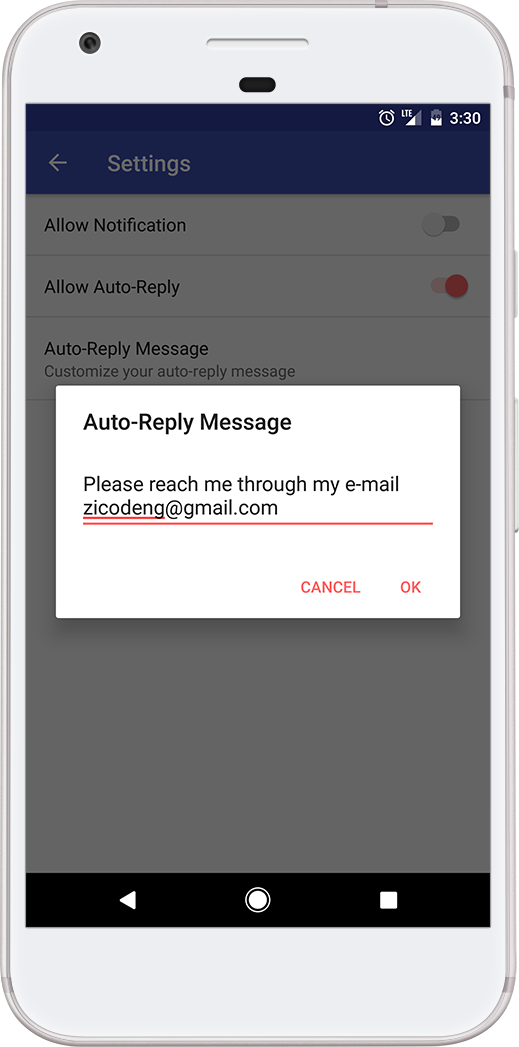 LTE 3:30
Settings
Allow Notification
Allow Auto-Reply
Auto-Reply Message
Customize your auto-reply message
Auto-Reply Message
Please reach me through my e-mail
zicodeng@gmail.com
CANCEL OK